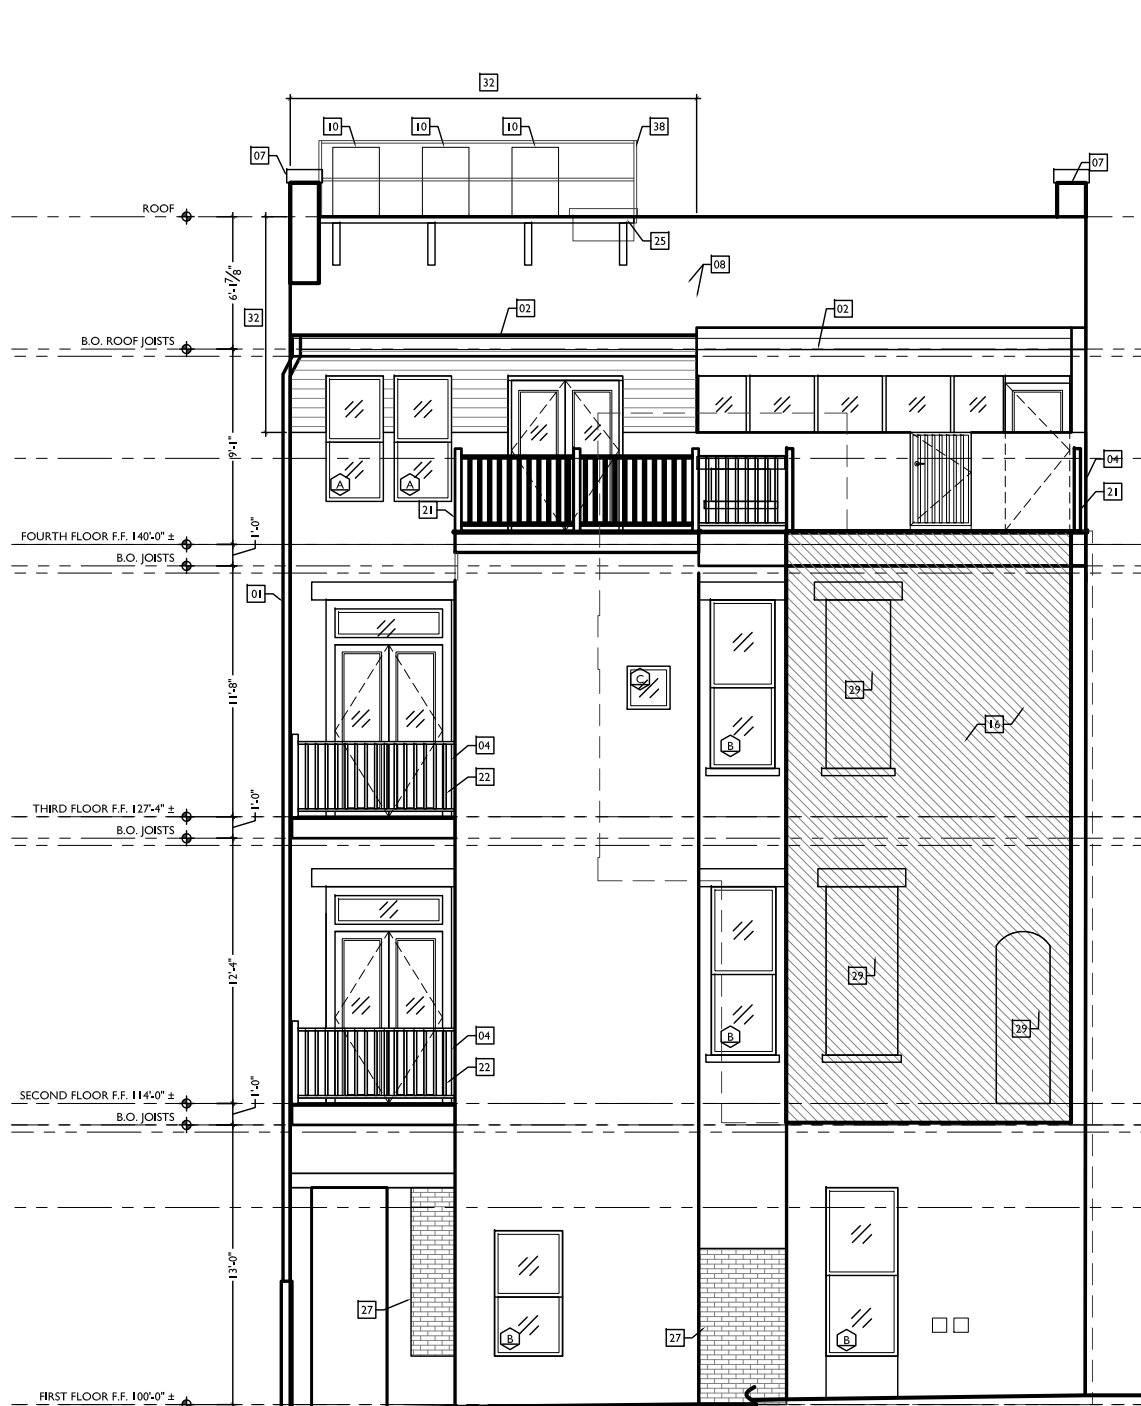 32
10
10
10
38
07
07
ROOF
25
08
6'-1⅞"
32
02
02
B.O. ROOF JOISTS
9'-1"
04
A
A
21
21
FOURTH FLOOR F.F. 140'-0" ±
1'-0"
B.O. JOISTS
01
C
29
11'-8"
16
B
04
22
THIRD FLOOR F.F. 127'-4" ±
1'-0"
B.O. JOISTS
12'-4"
29
29
B
04
22
SECOND FLOOR F.F. 114'-0" ±
1'-0"
B.O. JOISTS
13'-0"
27
27
B
B
FIRST FLOOR F.F. 100'-0" ±